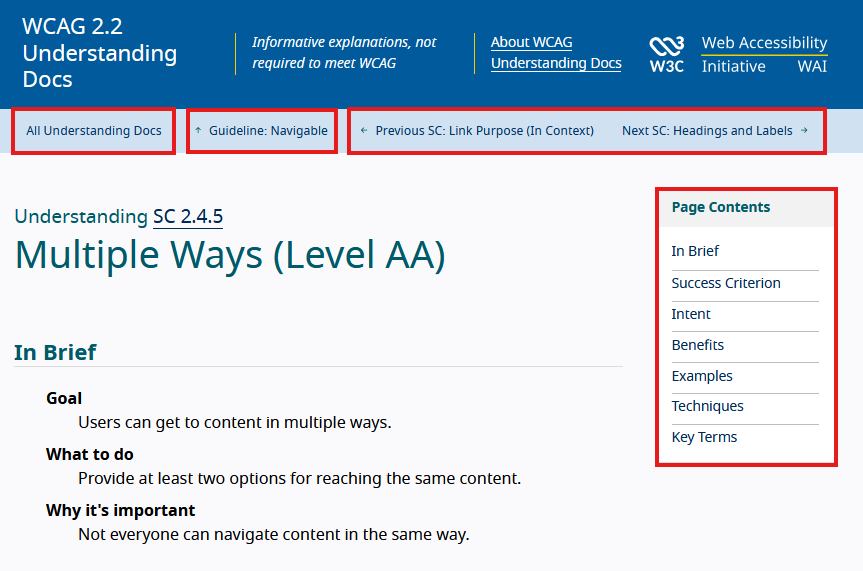 WCAG 2.2
Understanding
Docs
Informative explanations, not
required to meet WCAG
About WCAG
Understanding Docs
W3C
Web Accessibility
Initiative WAI
All Understanding Docs
↑ Guideline: Navigable
← Previous SC: Link Purpose (In Context)
Next SC: Headings and Labels →
Understanding SC 2.4.5
Multiple Ways (Level AA)
In Brief
Goal
Users can get to content in multiple ways.
What to do
Provide at least two options for reaching the same content.
Why it's important
Not everyone can navigate content in the same way.
Page Contents
In Brief
Success Criterion
Intent
Benefits
Examples
Techniques
Key Terms